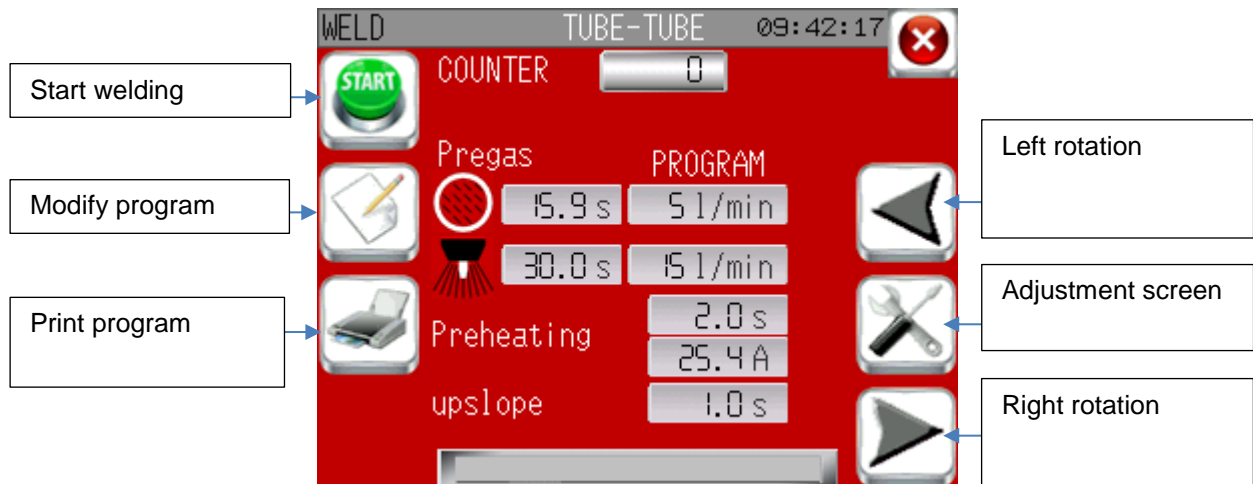 WELD TUBE-TUBE 09:42:17
Start welding
START
COUNTER 0
Modify program
Pregas PROGRAM
15.9 s 5 l/min
30.0 s 15 l/min
Print program
Preheating 2.0 s
25.4 A
upslope 1.0 s
Left rotation
Adjustment screen
Right rotation